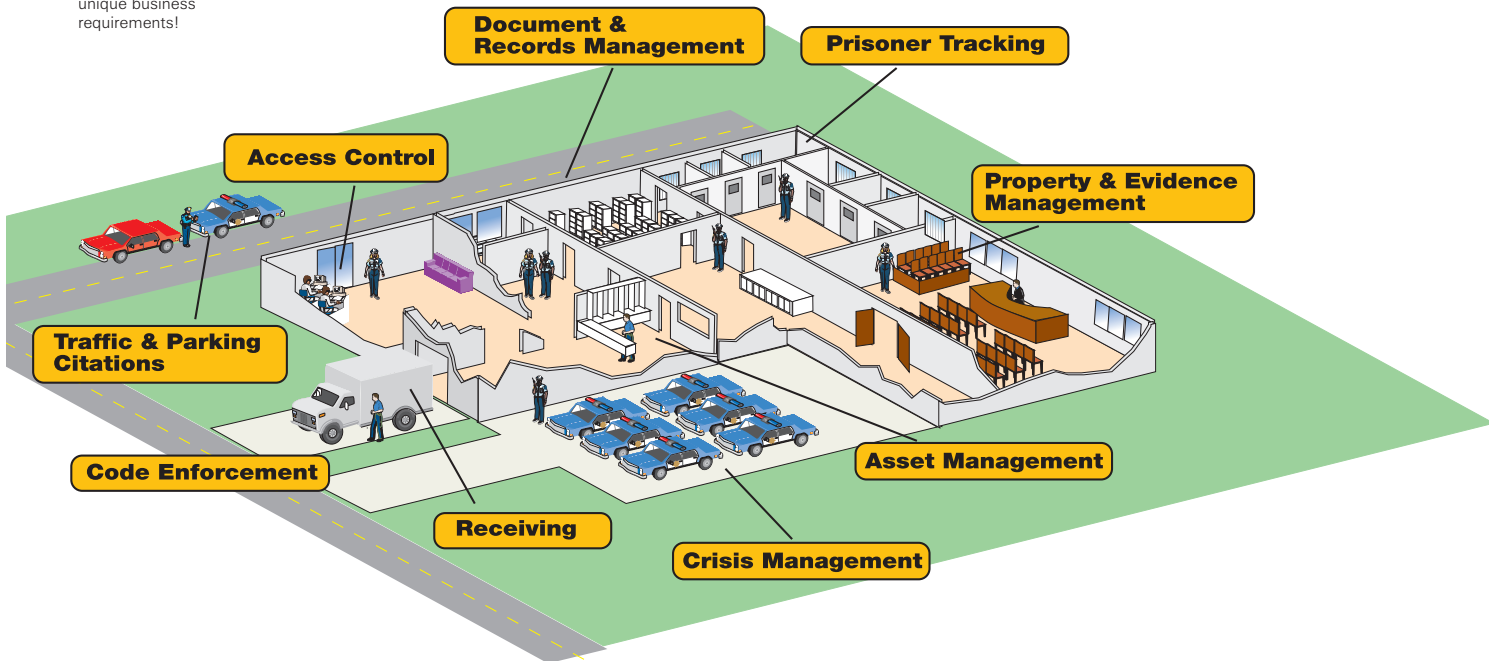 unique business
requirements!
Document &
Records Management
Prisoner Tracking
Access Control
Property & Evidence
Management
Traffic & Parking
Citations
Code Enforcement
Asset Management
Receiving
Crisis Management